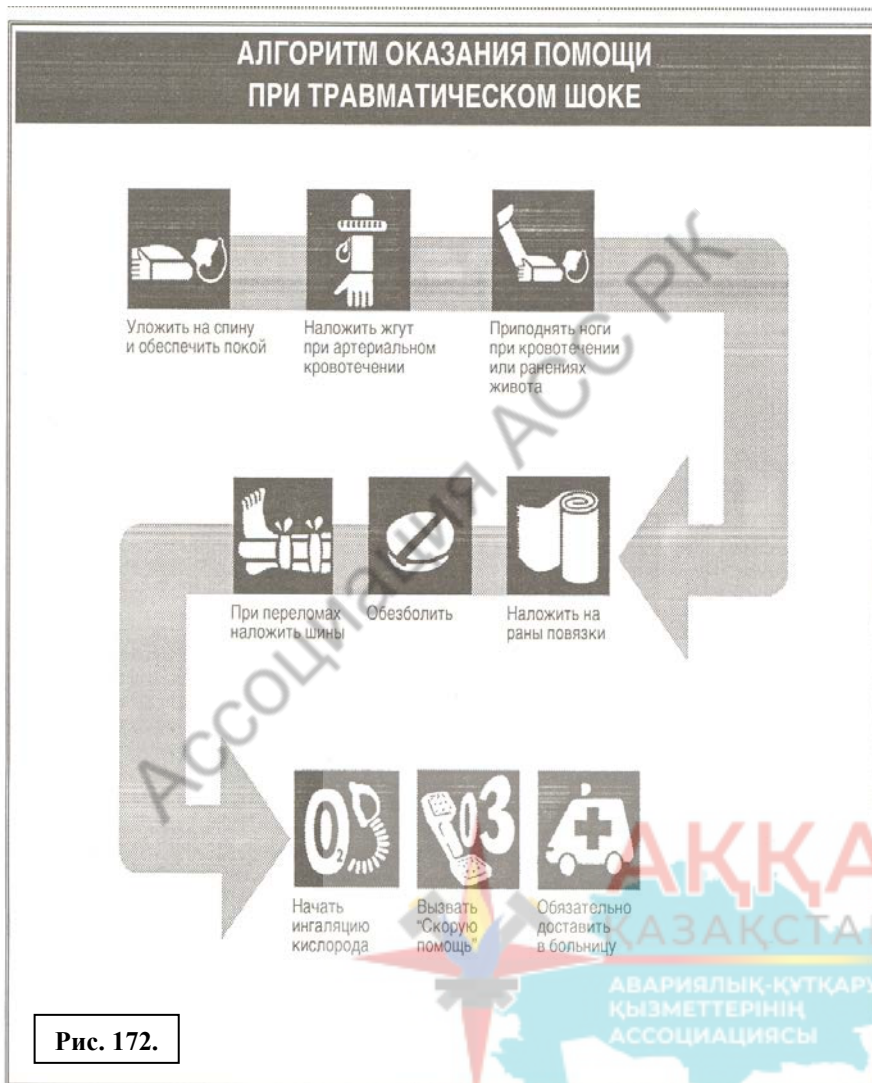 АЛГОРИТМ ОКАЗАНИЯ ПОМОЩИ
ПРИ ТРАВМАТИЧЕСКОМ ШОКЕ
Уложить на спину
и обеспечить покой
Наложить жгут
при артериальном
кровотечении
Приподнять ноги
при кровотечении
или ранениях
живота
При переломах
наложить шины
Обезболить
Наложить на
раны повязки
O2
03
Начать
ингаляцию
кислорода
Вызвать
"Скорую
помощь"
Обязательно
доставить
в больницу
Рис. 172.
Ассоциация АСС РК
АҚҚА
ҚАЗАҚСТАН
АВАРИЯЛЫҚ-ҚҰТҚАРУ
ҚЫЗМЕТТЕРІНІҢ
АССОЦИАЦИЯСЫ